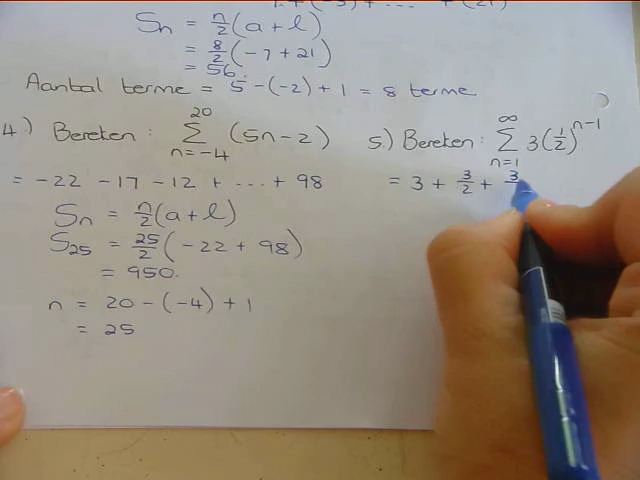 Sn = n/2 (a + l)
= 8/2 (-7 + 21)
= 56.
Aantal terme = 5 - (-2) + 1 = 8 terme
4.) Bereken : 20 ∑ n=-4 (5n-2)
= -22 -17 -12 + ... + 98
Sn = n/2 (a + l)
S25 = 25/2 (-22 + 98)
= 950.
n = 20 - (-4) + 1
= 25
5.) Bereken : ∞ ∑ n=1 3(1/2)^n-1
= 3 + 3/2 + 3/